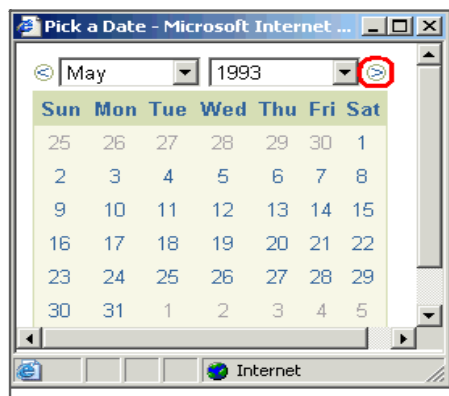 Pick a Date - Microsoft Internet ...
May 1993
Sun Mon Tue Wed Thu Fri Sat
25 26 27 28 29 30 1
2 3 4 5 6 7 8
9 10 11 12 13 14 15
16 17 18 19 20 21 22
23 24 25 26 27 28 29
30 31 1 2 3 4 5
Internet